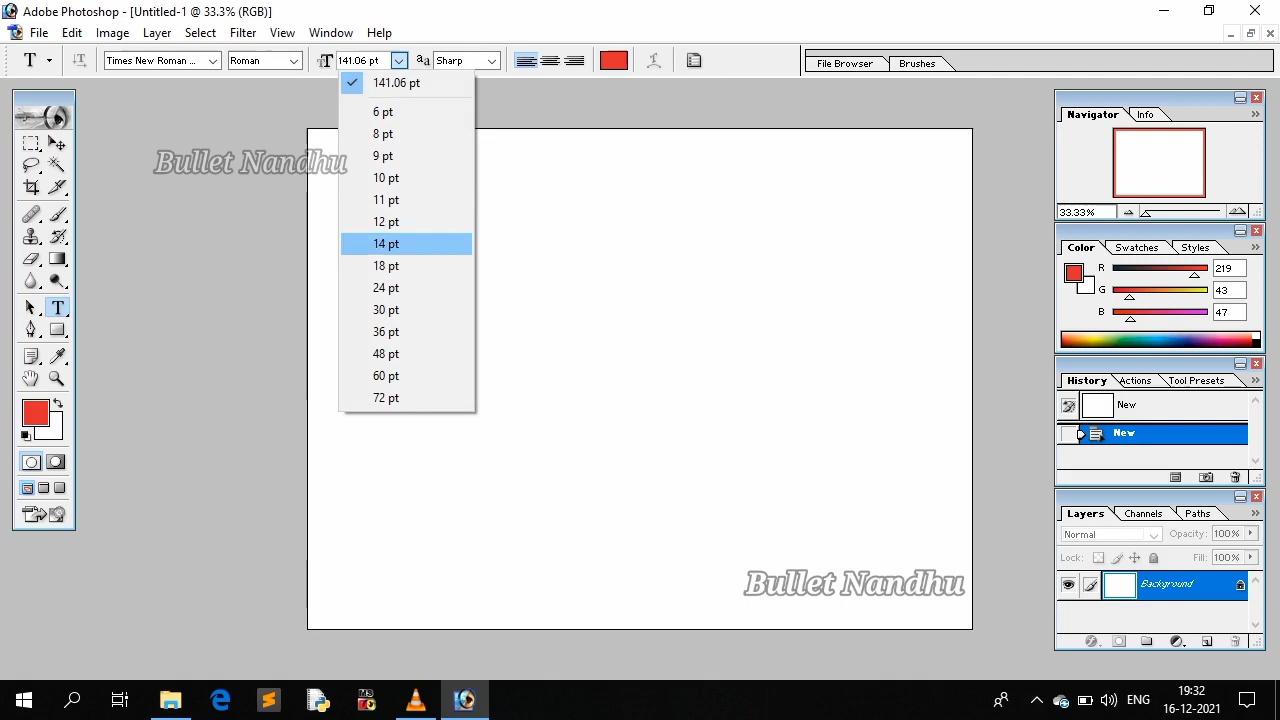 Adobe Photoshop - [Untitled-1 @ 33.3% (RGB)]
File Edit Image Layer Select Filter View Window Help
T Times New Roman ... Roman T 141.06 pt aa Sharp File Browser Brushes
141.06 pt
6 pt
8 pt
9 pt
10 pt
11 pt
12 pt
14 pt
18 pt
24 pt
30 pt
36 pt
48 pt
60 pt
72 pt
Bullet Nandhu
Bullet Nandhu
T
Navigator Info
33.33%
Color Swatches Styles
R 219
G 43
B 47
History Actions Tool Presets
New
New
Layers Channels Paths
Normal Opacity: 100%
Lock: Fill: 100%
Background
ENG
19:32
16-12-2021